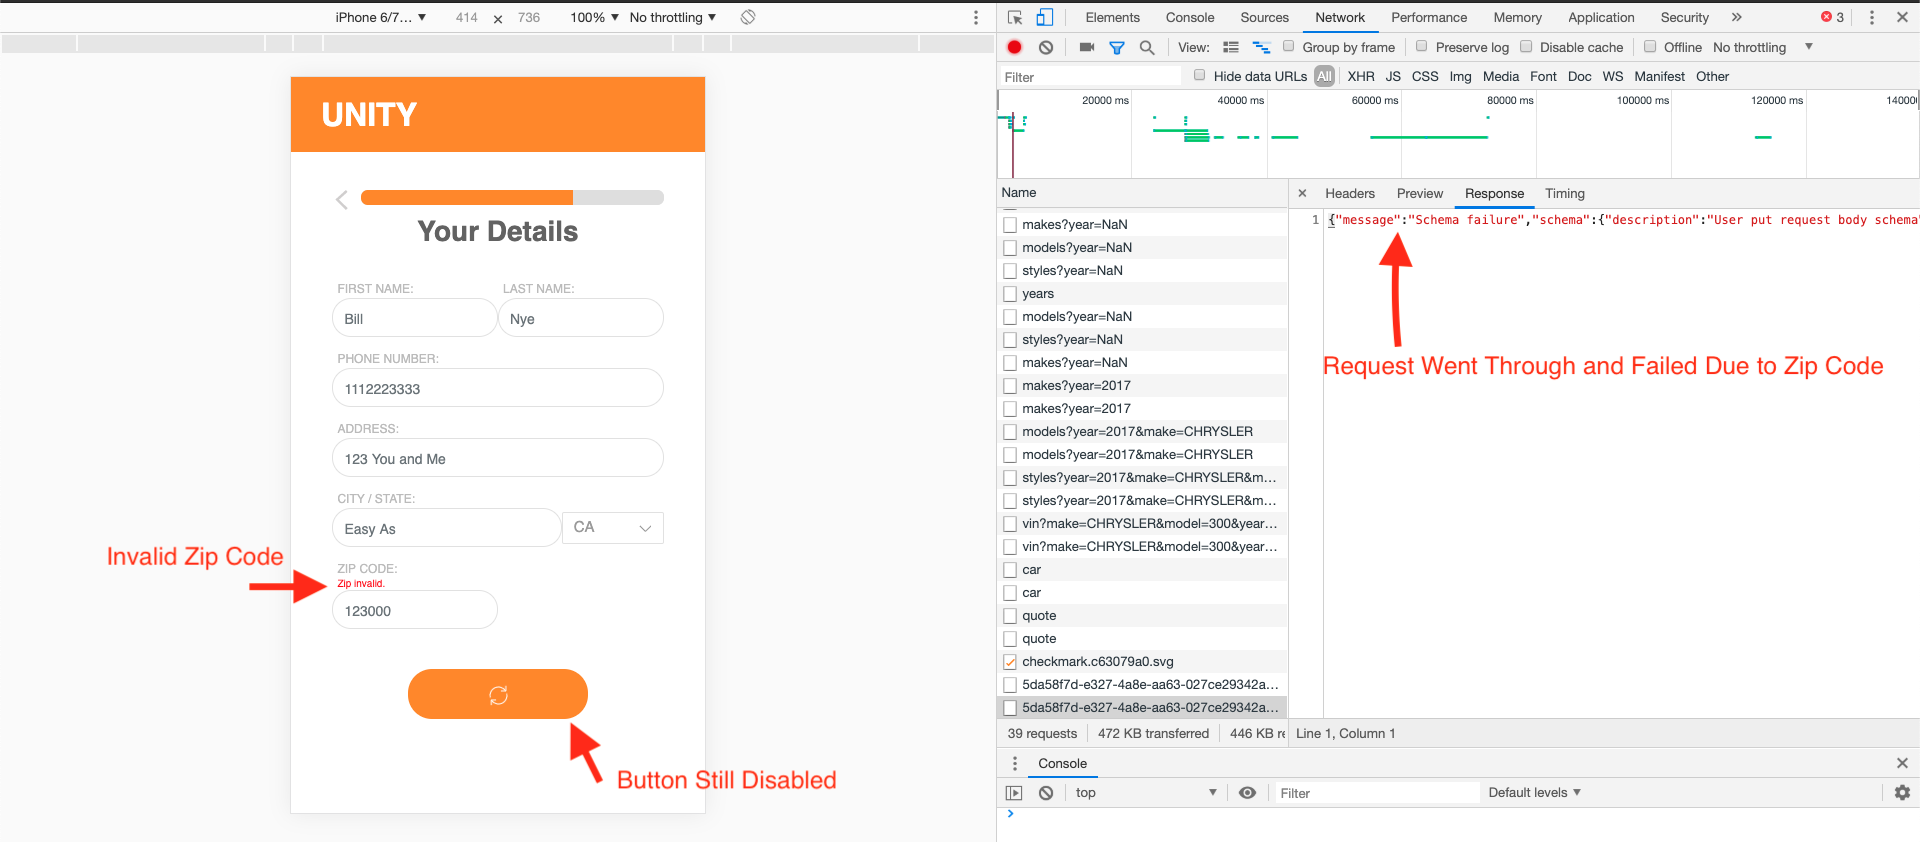 iPhone 6/7... ▼ 414 × 736 100% ▼ No throttling ▼
Elements Console Sources Network Performance Memory Application Security » 3
View: Group by frame Preserve log Disable cache Offline No throttling ▼
Filter Hide data URLs All XHR JS CSS Img Media Font Doc WS Manifest Other
20000 ms 40000 ms 60000 ms 80000 ms 100000 ms 120000 ms 14000
UNITY
Your Details
FIRST NAME: LAST NAME:
Bill Nye
PHONE NUMBER:
1112223333
ADDRESS:
123 You and Me
CITY / STATE:
Easy As CA
Invalid Zip Code
ZIP CODE:
Zip invalid.
123000
Button Still Disabled
Name
makes?year=NaN
models?year=NaN
styles?year=NaN
years
models?year=NaN
styles?year=NaN
makes?year=NaN
makes?year=2017
makes?year=2017
models?year=2017&make=CHRYSLER
models?year=2017&make=CHRYSLER
styles?year=2017&make=CHRYSLER&m...
styles?year=2017&make=CHRYSLER&m...
vin?make=CHRYSLER&model=300&year...
vin?make=CHRYSLER&model=300&year...
car
car
quote
quote
checkmark.c63079a0.svg
5da58f7d-e327-4a8e-aa63-027ce29342a...
5da58f7d-e327-4a8e-aa63-027ce29342a...
39 requests 472 KB transferred 446 KB re
× Headers Preview Response Timing
1 {"message":"Schema failure","schema":{"description":"User put request body schema"
Request Went Through and Failed Due to Zip Code
Line 1, Column 1
Console
top ▼ Filter Default levels ▼